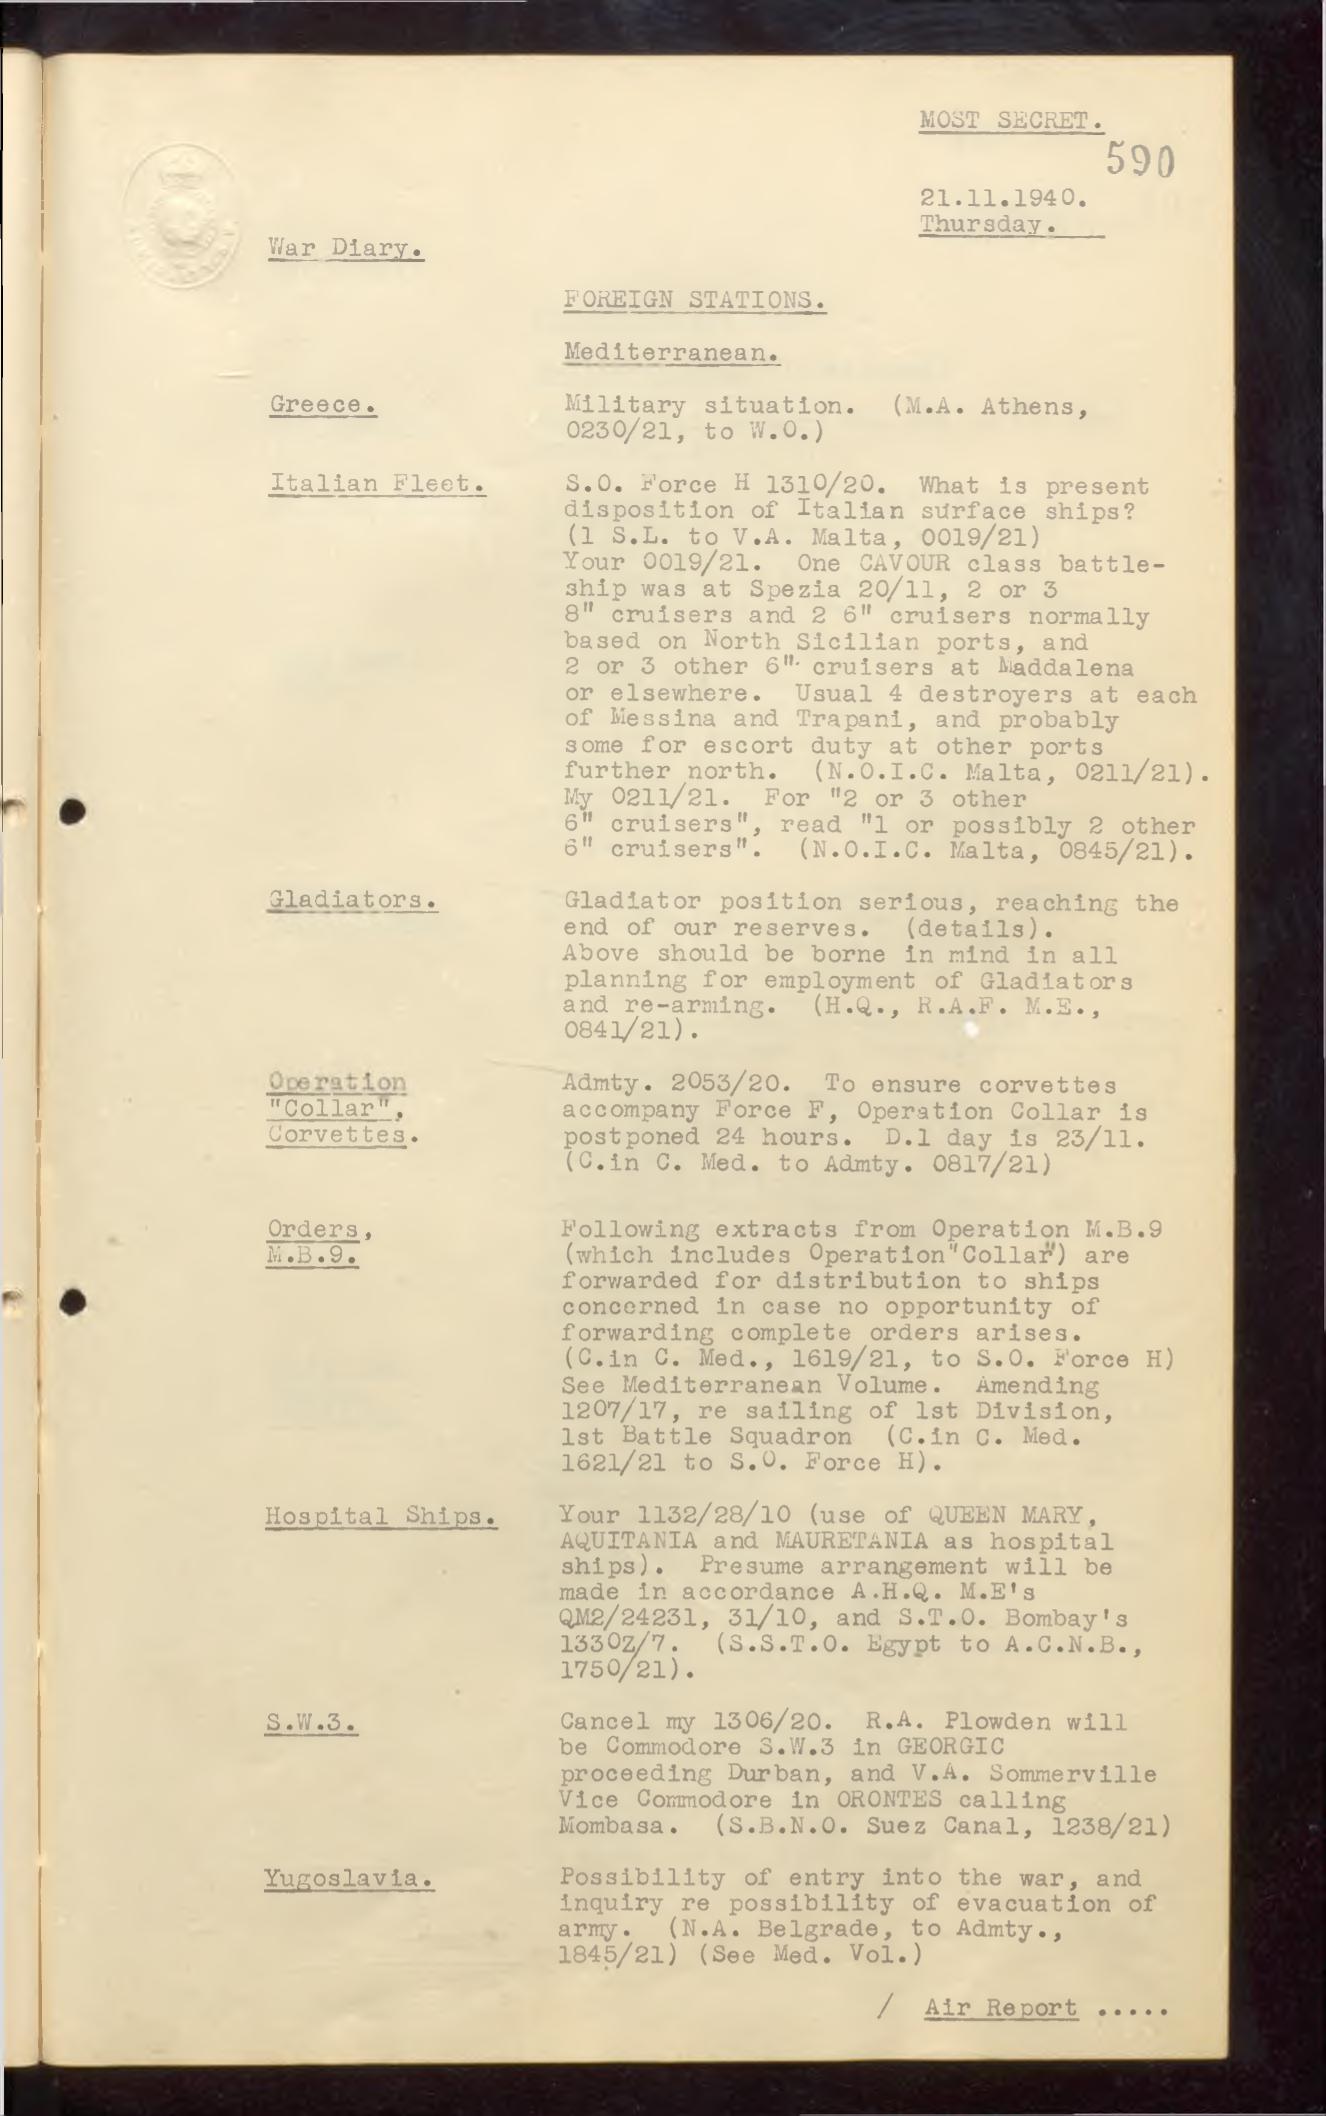 MOST SECRET.
590
21.11.1940.
Thursday.
War Diary.
FOREIGN STATIONS.
Mediterranean.
Greece.
Military situation. (M.A. Athens,
0230/21, to W.O.)
Italian Fleet.
S.O. Force H 1310/20. What is present
disposition of Italian surface ships?
(1 S.L. to V.A. Malta, 0019/21)
Your 0019/21. One CAVOUR class battle-
ship was at Spezia 20/11, 2 or 3
8" cruisers and 2 6" cruisers normally
based on North Sicilian ports, and
2 or 3 other 6" cruisers at Maddalena
or elsewhere. Usual 4 destroyers at each
of Messina and Trapani, and probably
some for escort duty at other ports
further north. (N.O.I.C. Malta, 0211/21).
My 0211/21. For "2 or 3 other
6" cruisers", read "1 or possibly 2 other
6" cruisers". (N.O.I.C. Malta, 0845/21).
Gladiators.
Gladiator position serious, reaching the
end of our reserves. (details).
Above should be borne in mind in all
planning for employment of Gladiators
and re-arming. (H.Q., R.A.F. M.E.,
0841/21).
Operation
"Collar",
Corvettes.
Admty. 2053/20. To ensure corvettes
accompany Force F, Operation Collar is
postponed 24 hours. D.1 day is 23/11.
(C.in C. Med. to Admty. 0817/21)
Orders,
M.B.9.
Following extracts from Operation M.B.9
(which includes Operation "Collar") are
forwarded for distribution to ships
concerned in case no opportunity of
forwarding complete orders arises.
(C.in C. Med., 1619/21, to S.O. Force H)
See Mediterranean Volume. Amending
1207/17, re sailing of 1st Division,
1st Battle Squadron (C.in C. Med.
1621/21 to S.O. Force H).
Hospital Ships.
Your 1132/28/10 (use of QUEEN MARY,
AQUITANIA and MAURETANIA as hospital
ships). Presume arrangement will be
made in accordance A.H.Q. M.E's
QM2/24231, 31/10, and S.T.O. Bombay's
1330Z/7. (S.S.T.O. Egypt to A.C.N.B.,
1750/21).
S.W.3.
Cancel my 1306/20. R.A. Plowden will
be Commodore S.W.3 in GEORGIC
proceeding Durban, and V.A. Sommerville
Vice Commodore in ORONTES calling
Mombasa. (S.B.N.O. Suez Canal, 1238/21)
Yugoslavia.
Possibility of entry into the war, and
inquiry re possibility of evacuation of
army. (N.A. Belgrade, to Admty.,
1845/21) (See Med. Vol.)
/ Air Report .....